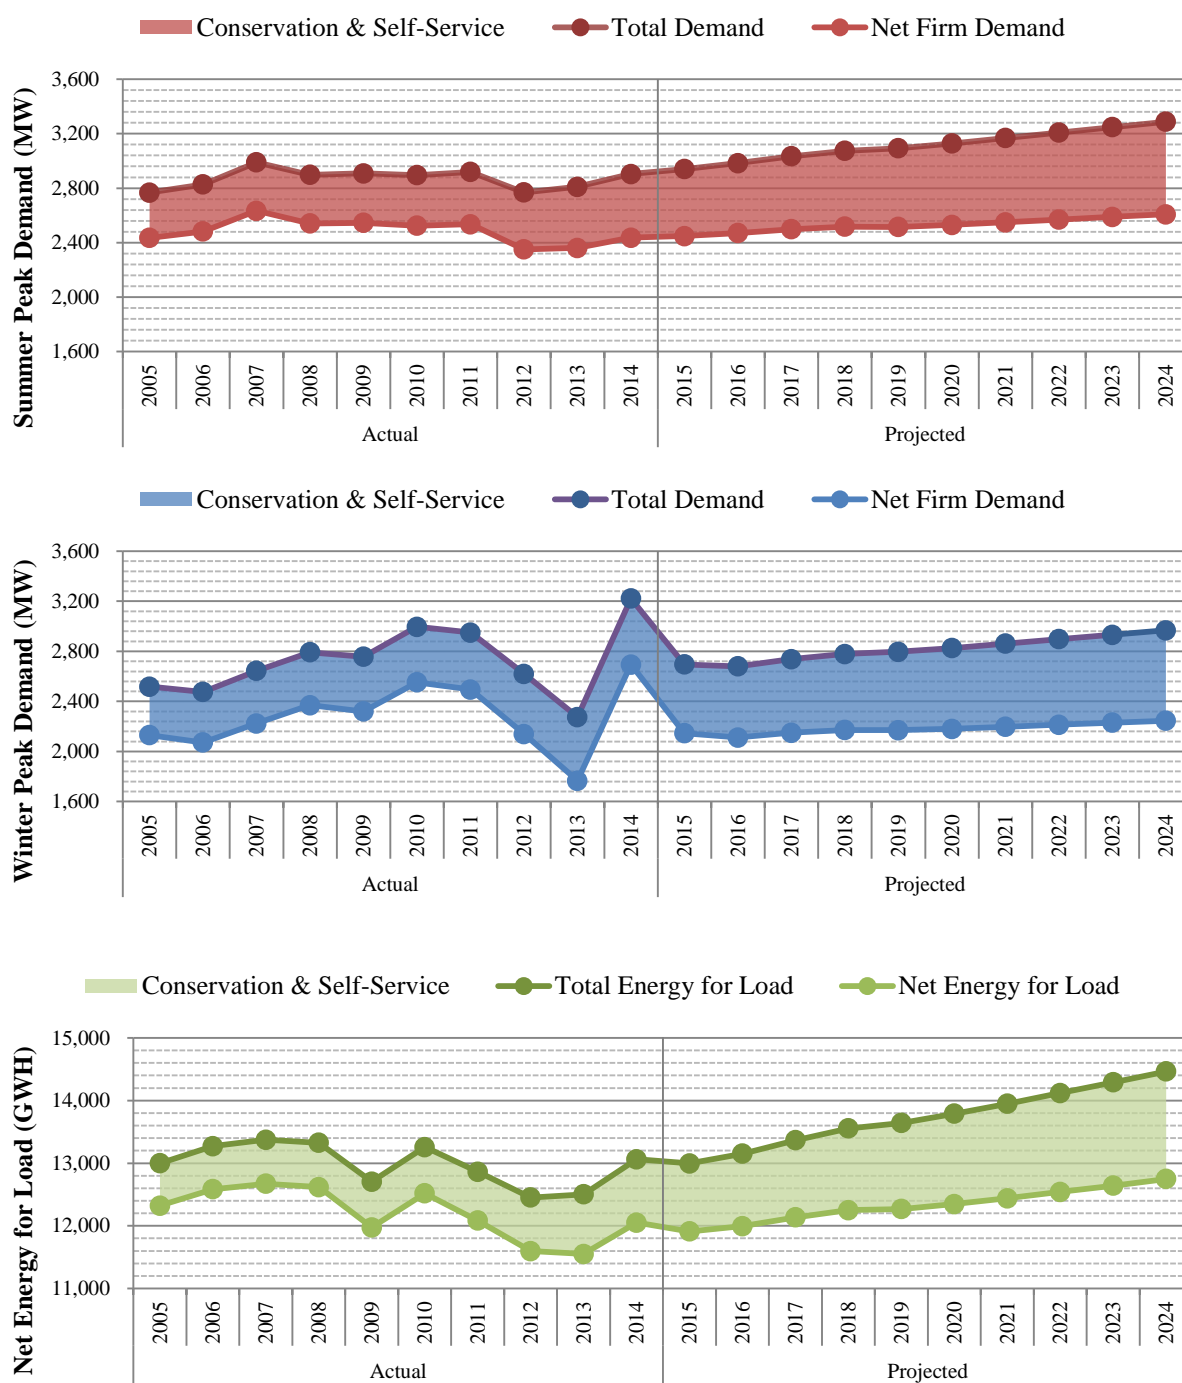 Conservation & Self-Service Total Demand Net Firm Demand
Summer Peak Demand (MW)
3,600
3,200
2,800
2,400
2,000
1,600
2005 2006 2007 2008 2009 2010 2011 2012 2013 2014 2015 2016 2017 2018 2019 2020 2021 2022 2023 2024
Actual Projected
Conservation & Self-Service Total Demand Net Firm Demand
Winter Peak Demand (MW)
3,600
3,200
2,800
2,400
2,000
1,600
2005 2006 2007 2008 2009 2010 2011 2012 2013 2014 2015 2016 2017 2018 2019 2020 2021 2022 2023 2024
Actual Projected
Conservation & Self-Service Total Energy for Load Net Energy for Load
Net Energy for Load (GWH)
15,000
14,000
13,000
12,000
11,000
2005 2006 2007 2008 2009 2010 2011 2012 2013 2014 2015 2016 2017 2018 2019 2020 2021 2022 2023 2024
Actual Projected